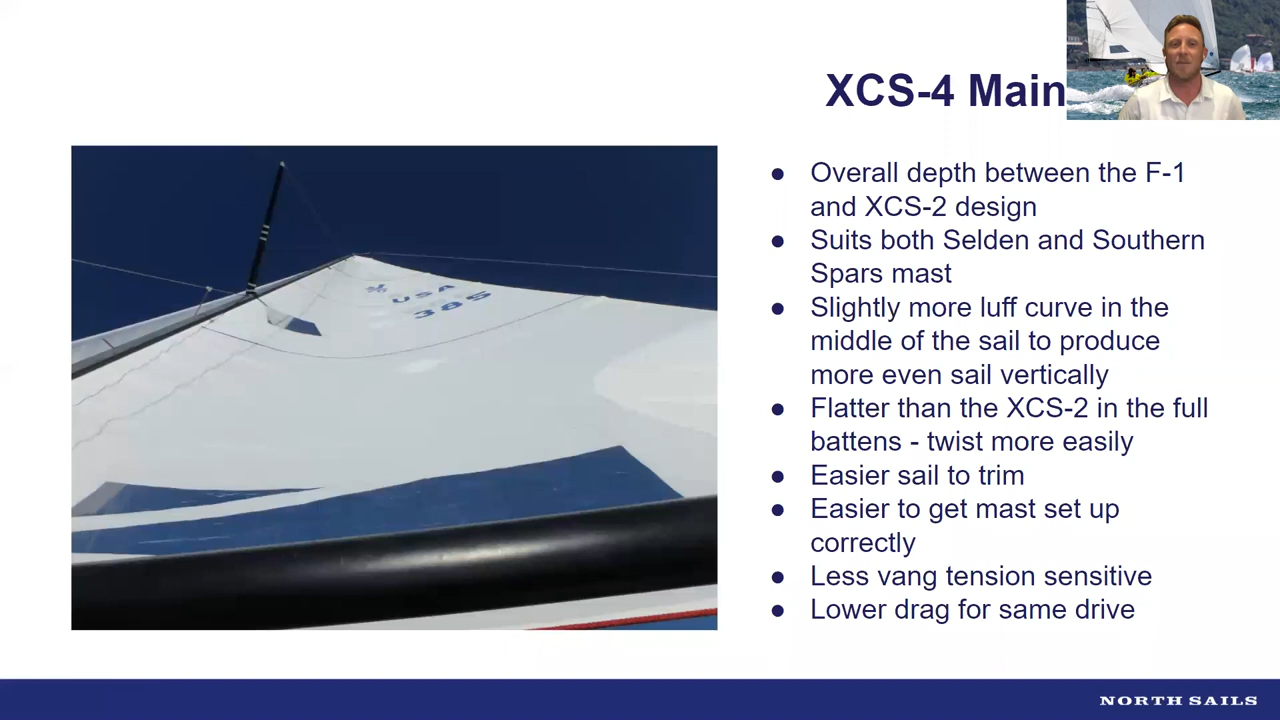 XCS-4 Main
USA
385
● Overall depth between the F-1
and XCS-2 design
● Suits both Selden and Southern
Spars mast
● Slightly more luff curve in the
middle of the sail to produce
more even sail vertically
● Flatter than the XCS-2 in the full
battens - twist more easily
● Easier sail to trim
● Easier to get mast set up
correctly
● Less vang tension sensitive
● Lower drag for same drive
NORTH SAILS